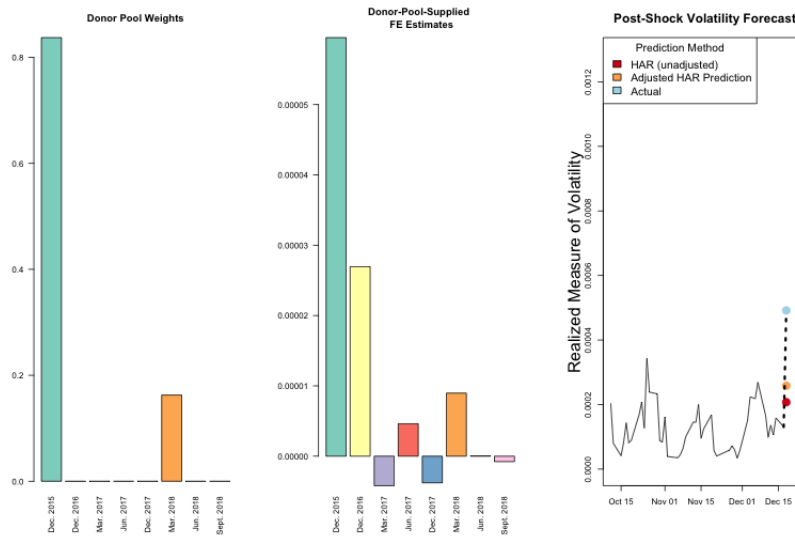 Donor Pool Weights
0.8
0.6
0.4
0.2
0.0
Dec. 2015
Dec. 2016
Mar. 2017
Jun. 2017
Dec. 2017
Mar. 2018
Jun. 2018
Sept. 2018
Donor-Pool-Supplied
FE Estimates
0.00005
0.00003
0.00002
0.00001
0.00000
Dec. 2015
Dec. 2016
Mar. 2017
Jun. 2017
Dec. 2017
Mar. 2018
Jun. 2018
Sept. 2018
Post-Shock Volatility Forecast
Prediction Method
HAR (unadjusted)
Adjusted HAR Prediction
Actual
Realized Measure of Volatility
0.0012
0.0010
0.0008
0.0006
0.0004
0.0002
0.0000
Oct 15
Nov 01
Nov 15
Dec 01
Dec 15